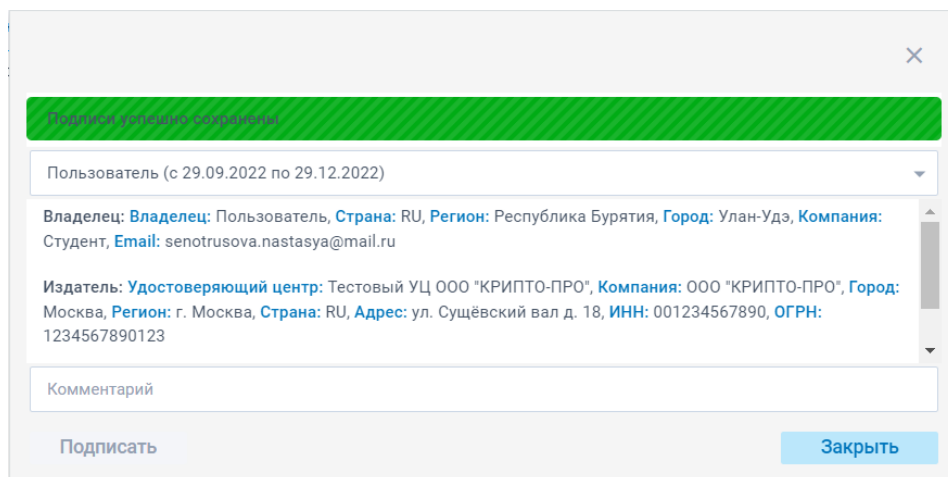 Подписи успешно сохранены
Пользователь (с 29.09.2022 по 29.12.2022)
Владелец: Владелец: Пользователь, Страна: RU, Регион: Республика Бурятия, Город: Улан-Удэ, Компания:
Студент, Email: senotrusova.nastasya@mail.ru
Издатель: Удостоверяющий центр: Тестовый УЦ ООО "КРИПТО-ПРО", Компания: ООО "КРИПТО-ПРО", Город:
Москва, Регион: г. Москва, Страна: RU, Адрес: ул. Сущёвский вал д. 18, ИНН: 001234567890, ОГРН:
1234567890123
Комментарий
Подписать Закрыть